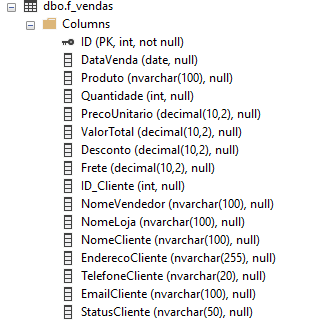 dbo.f_vendas
Columns
ID (PK, int, not null)
DataVenda (date, null)
Produto (nvarchar(100), null)
Quantidade (int, null)
PrecoUnitario (decimal(10,2), null)
ValorTotal (decimal(10,2), null)
Desconto (decimal(10,2), null)
Frete (decimal(10,2), null)
ID_Cliente (int, null)
NomeVendedor (nvarchar(100), null)
NomeLoja (nvarchar(100), null)
NomeCliente (nvarchar(100), null)
EnderecoCliente (nvarchar(255), null)
TelefoneCliente (nvarchar(20), null)
EmailCliente (nvarchar(100), null)
StatusCliente (nvarchar(50), null)